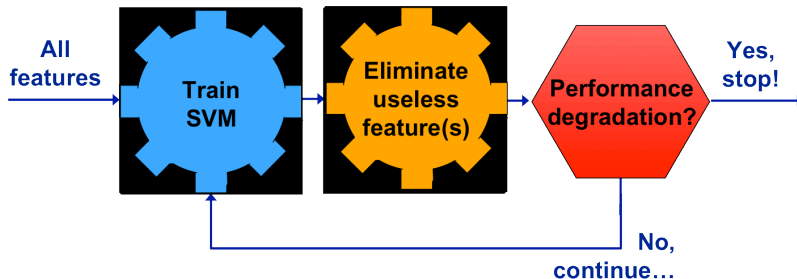 All
features
Train
SVM
Eliminate
useless
feature(s)
Performance
degradation?
Yes,
stop!
No,
continue…